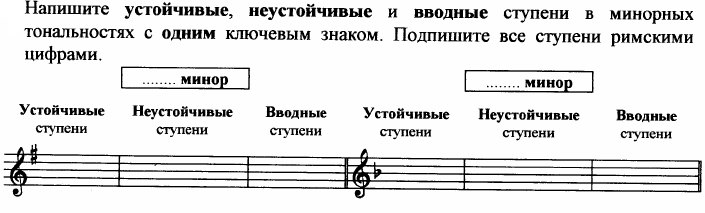 Напишите устойчивые, неустойчивые и вводные ступени в минорных
тональностях с одним ключевым знаком. Подпишите все ступени римскими
цифрами.
........ минор ........ минор
Устойчивые Неустойчивые Вводные Устойчивые Неустойчивые Вводные
ступени ступени ступени ступени ступени ступени